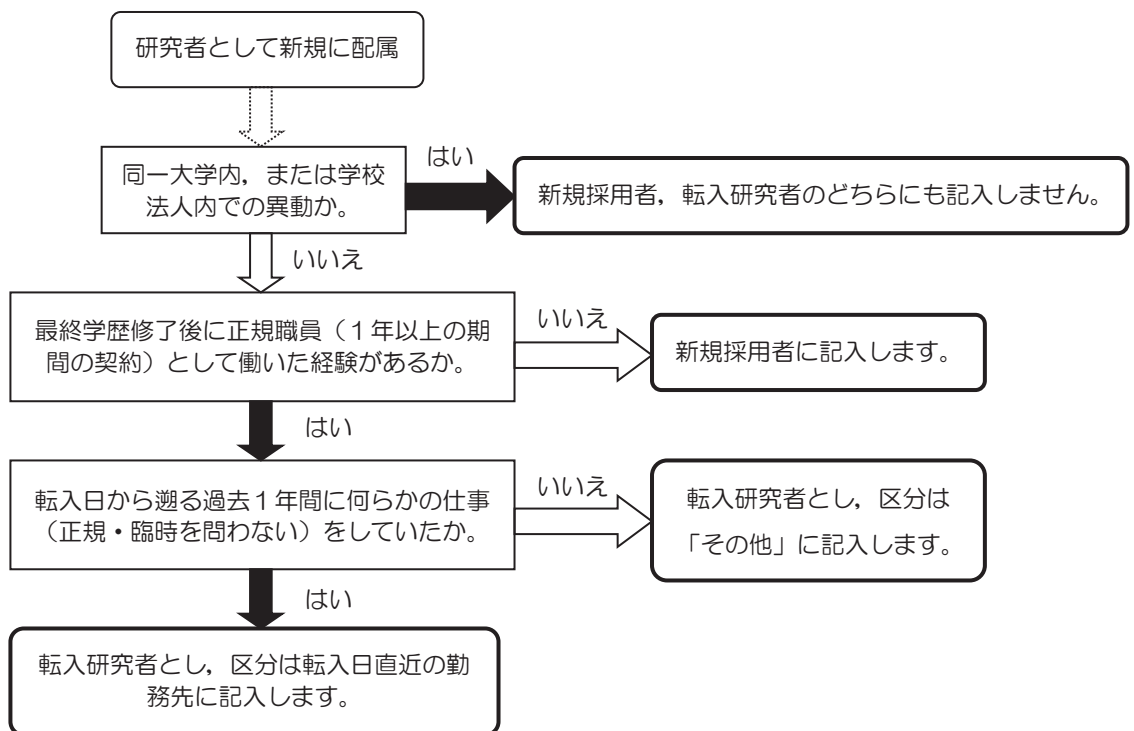 研究者として新規に配属
同一大学内，または学校
法人内での異動か。
はい
新規採用者，転入研究者のどちらにも記入しません。
いいえ
最終学歴修了後に正規職員（１年以上の期
間の契約）として働いた経験があるか。
いいえ
新規採用者に記入します。
はい
転入日から遡る過去１年間に何らかの仕事
（正規・臨時を問わない）をしていたか。
いいえ
転入研究者とし，区分は
「その他」に記入します。
はい
転入研究者とし，区分は転入日直近の勤
務先に記入します。